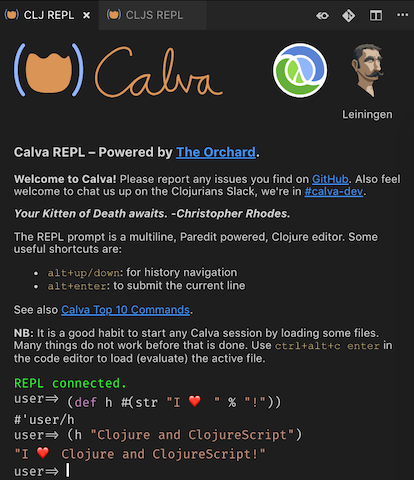 CLJ REPL
CLJS REPL
Calva
Leiningen
Calva REPL – Powered by The Orchard.
Welcome to Calva! Please report any issues you find on GitHub. Also feel
welcome to chat us up on the Clojurians Slack, we're in #calva-dev.
Your Kitten of Death awaits. -Christopher Rhodes.
The REPL prompt is a multiline, Paredit powered, Clojure editor. Some
useful shortcuts are:
• alt+up/down: for history navigation
• alt+enter: to submit the current line
See also Calva Top 10 Commands.
NB: It is a good habit to start any Calva session by loading some files.
Many things do not work before that is done. Use ctrl+alt+c enter in
the code editor to load (evaluate) the active file.
REPL connected.
user=> (def h #(str "I ❤️ " % "!"))
#'user/h
user=> (h "Clojure and ClojureScript")
"I ❤️ Clojure and ClojureScript!"
user=>